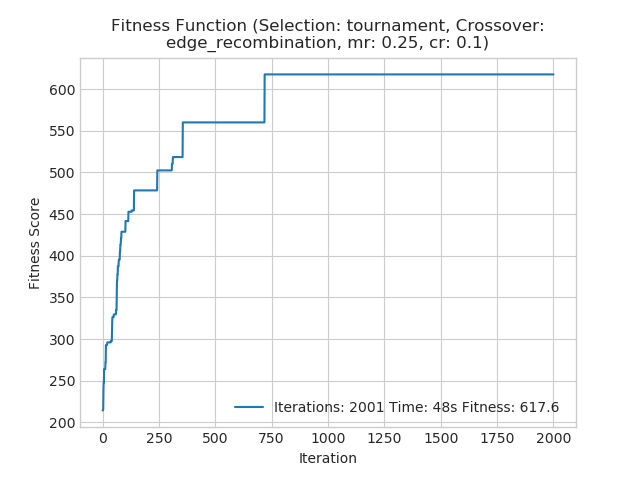 Fitness Function (Selection: tournament, Crossover:
edge_recombination, mr: 0.25, cr: 0.1)
Fitness Score
600
550
500
450
400
350
300
250
200
Iterations: 2001 Time: 48s Fitness: 617.6
0 250 500 750 1000 1250 1500 1750 2000
Iteration